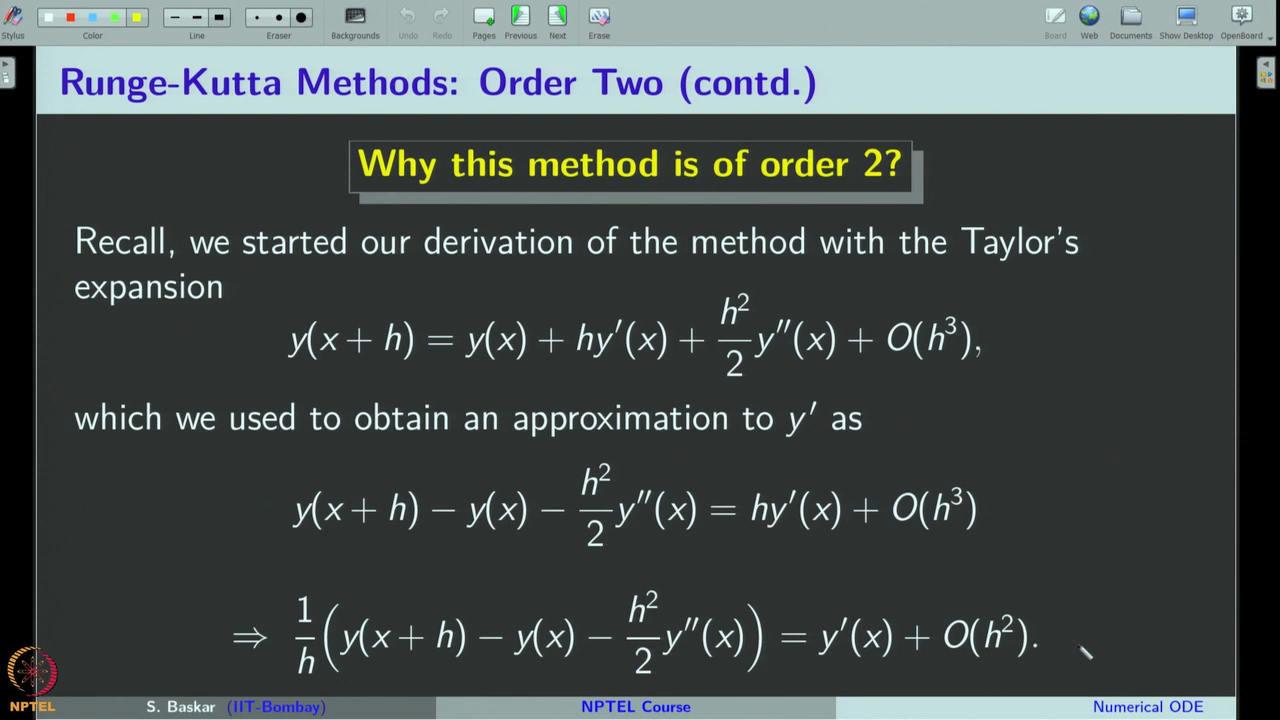 Stylus Color Line Eraser Backgrounds Undo Redo Pages Previous Next Erase Board Web Documents Show Desktop OpenBoard
Runge-Kutta Methods: Order Two (contd.)
Why this method is of order 2?
Recall, we started our derivation of the method with the Taylor's
expansion
y(x + h) = y(x) + hy′(x) + h²/2 y″(x) + O(h³),
which we used to obtain an approximation to y′ as
y(x + h) − y(x) − h²/2 y″(x) = hy′(x) + O(h³)
⇒ 1/h (y(x + h) − y(x) − h²/2 y″(x)) = y′(x) + O(h²).
NPTEL
S. Baskar (IIT-Bombay) NPTEL Course Numerical ODE